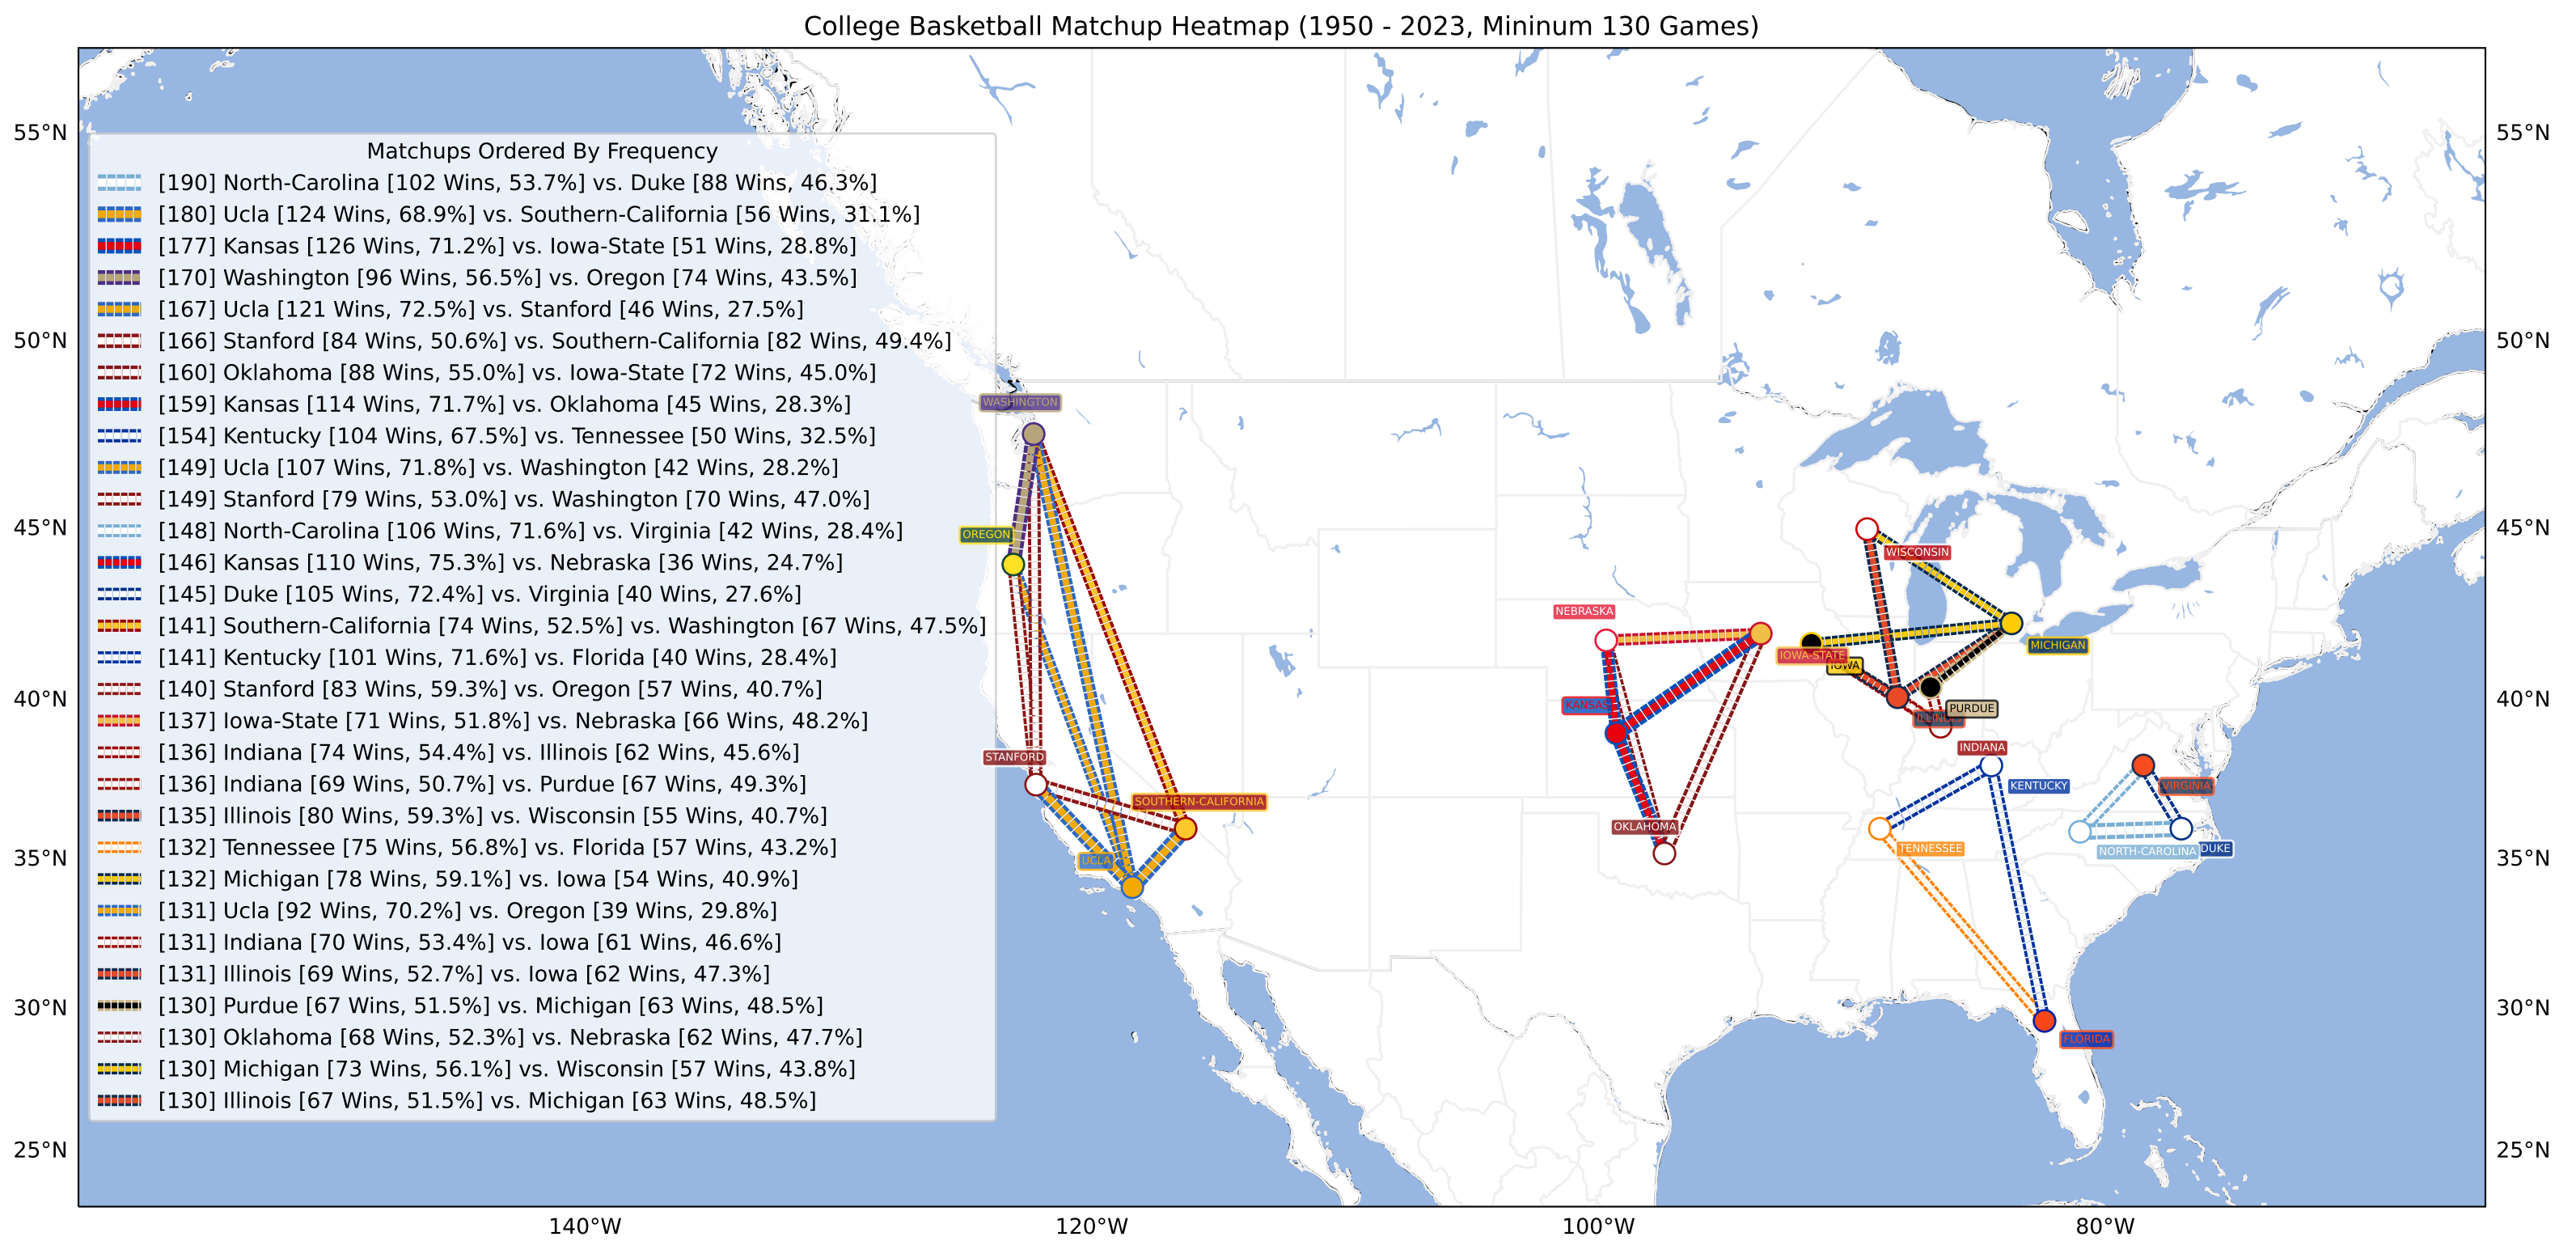 College Basketball Matchup Heatmap (1950 - 2023, Mininum 130 Games)
55°N
55°N
Matchups Ordered By Frequency
[190] North-Carolina [102 Wins, 53.7%] vs. Duke [88 Wins, 46.3%]
[180] Ucla [124 Wins, 68.9%] vs. Southern-California [56 Wins, 31.1%]
[177] Kansas [126 Wins, 71.2%] vs. Iowa-State [51 Wins, 28.8%]
[170] Washington [96 Wins, 56.5%] vs. Oregon [74 Wins, 43.5%]
[167] Ucla [121 Wins, 72.5%] vs. Stanford [46 Wins, 27.5%]
[166] Stanford [84 Wins, 50.6%] vs. Southern-California [82 Wins, 49.4%]
[160] Oklahoma [88 Wins, 55.0%] vs. Iowa-State [72 Wins, 45.0%]
[159] Kansas [114 Wins, 71.7%] vs. Oklahoma [45 Wins, 28.3%]
[154] Kentucky [104 Wins, 67.5%] vs. Tennessee [50 Wins, 32.5%]
[149] Ucla [107 Wins, 71.8%] vs. Washington [42 Wins, 28.2%]
[149] Stanford [79 Wins, 53.0%] vs. Washington [70 Wins, 47.0%]
[148] North-Carolina [106 Wins, 71.6%] vs. Virginia [42 Wins, 28.4%]
[146] Kansas [110 Wins, 75.3%] vs. Nebraska [36 Wins, 24.7%]
[145] Duke [105 Wins, 72.4%] vs. Virginia [40 Wins, 27.6%]
[141] Southern-California [74 Wins, 52.5%] vs. Washington [67 Wins, 47.5%]
[141] Kentucky [101 Wins, 71.6%] vs. Florida [40 Wins, 28.4%]
[140] Stanford [83 Wins, 59.3%] vs. Oregon [57 Wins, 40.7%]
[137] Iowa-State [71 Wins, 51.8%] vs. Nebraska [66 Wins, 48.2%]
[136] Indiana [74 Wins, 54.4%] vs. Illinois [62 Wins, 45.6%]
[136] Indiana [69 Wins, 50.7%] vs. Purdue [67 Wins, 49.3%]
[135] Illinois [80 Wins, 59.3%] vs. Wisconsin [55 Wins, 40.7%]
[132] Tennessee [75 Wins, 56.8%] vs. Florida [57 Wins, 43.2%]
[132] Michigan [78 Wins, 59.1%] vs. Iowa [54 Wins, 40.9%]
[131] Ucla [92 Wins, 70.2%] vs. Oregon [39 Wins, 29.8%]
[131] Indiana [70 Wins, 53.4%] vs. Iowa [61 Wins, 46.6%]
[131] Illinois [69 Wins, 52.7%] vs. Iowa [62 Wins, 47.3%]
[130] Purdue [67 Wins, 51.5%] vs. Michigan [63 Wins, 48.5%]
[130] Oklahoma [68 Wins, 52.3%] vs. Nebraska [62 Wins, 47.7%]
[130] Michigan [73 Wins, 56.1%] vs. Wisconsin [57 Wins, 43.8%]
[130] Illinois [67 Wins, 51.5%] vs. Michigan [63 Wins, 48.5%]
50°N
50°N
WASHINGTON
45°N
45°N
OREGON
WISCONSIN
NEBRASKA
MICHIGAN
IOWA-STATE
IOWA
40°N
40°N
KANSAS
PURDUE
INDIANA
STANFORD
KENTUCKY
VIRGINIA
SOUTHERN-CALIFORNIA
OKLAHOMA
TENNESSEE
NORTH-CAROLINA
DUKE
UCLA
35°N
35°N
30°N
30°N
FLORIDA
25°N
25°N
140°W
120°W
100°W
80°W